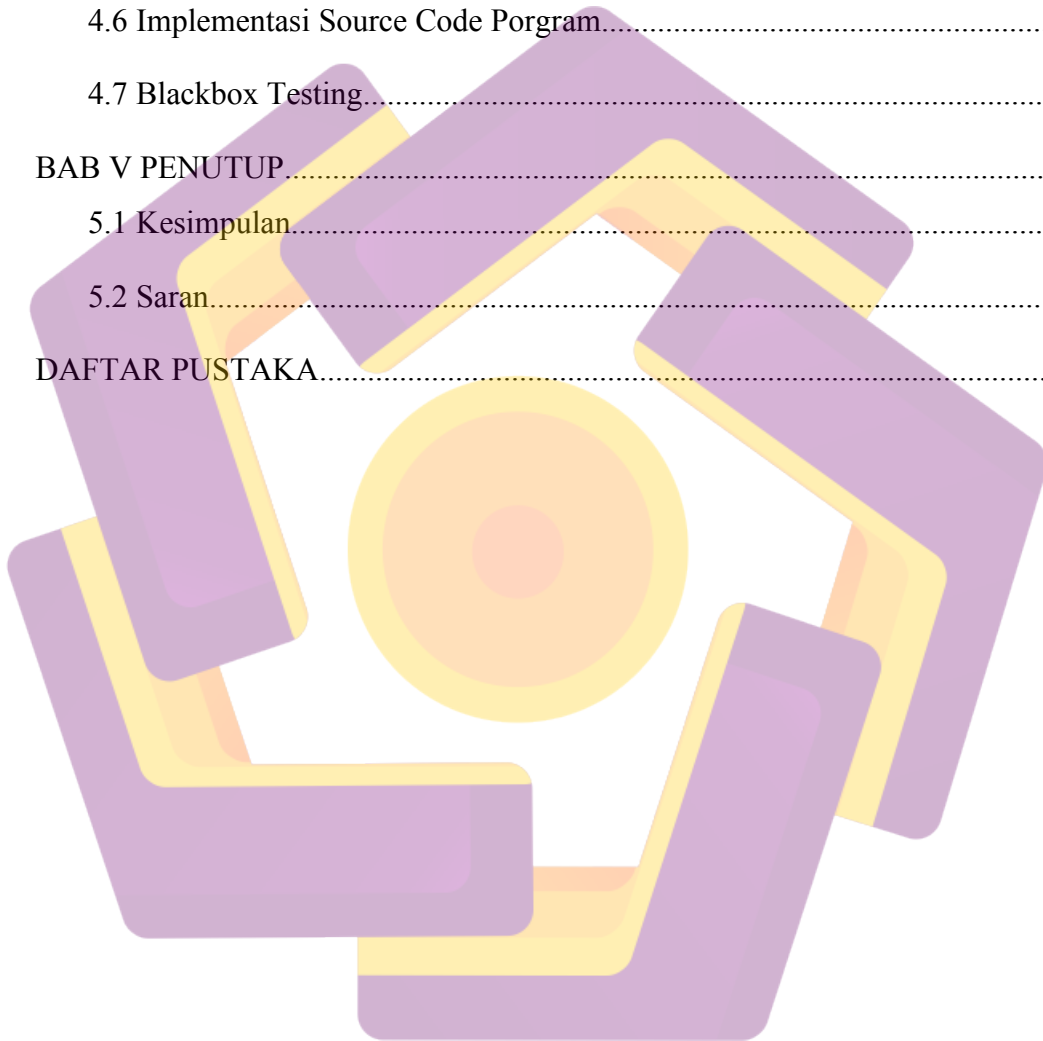 4.6 Implementasi Source Code Porgram..........................................................
4.7 Blackbox Testing.......................................................................................
BAB V PENUTUP................................................................................................
5.1 Kesimpulan................................................................................................
5.2 Saran..........................................................................................................
DAFTAR PUSTAKA............................................................................................